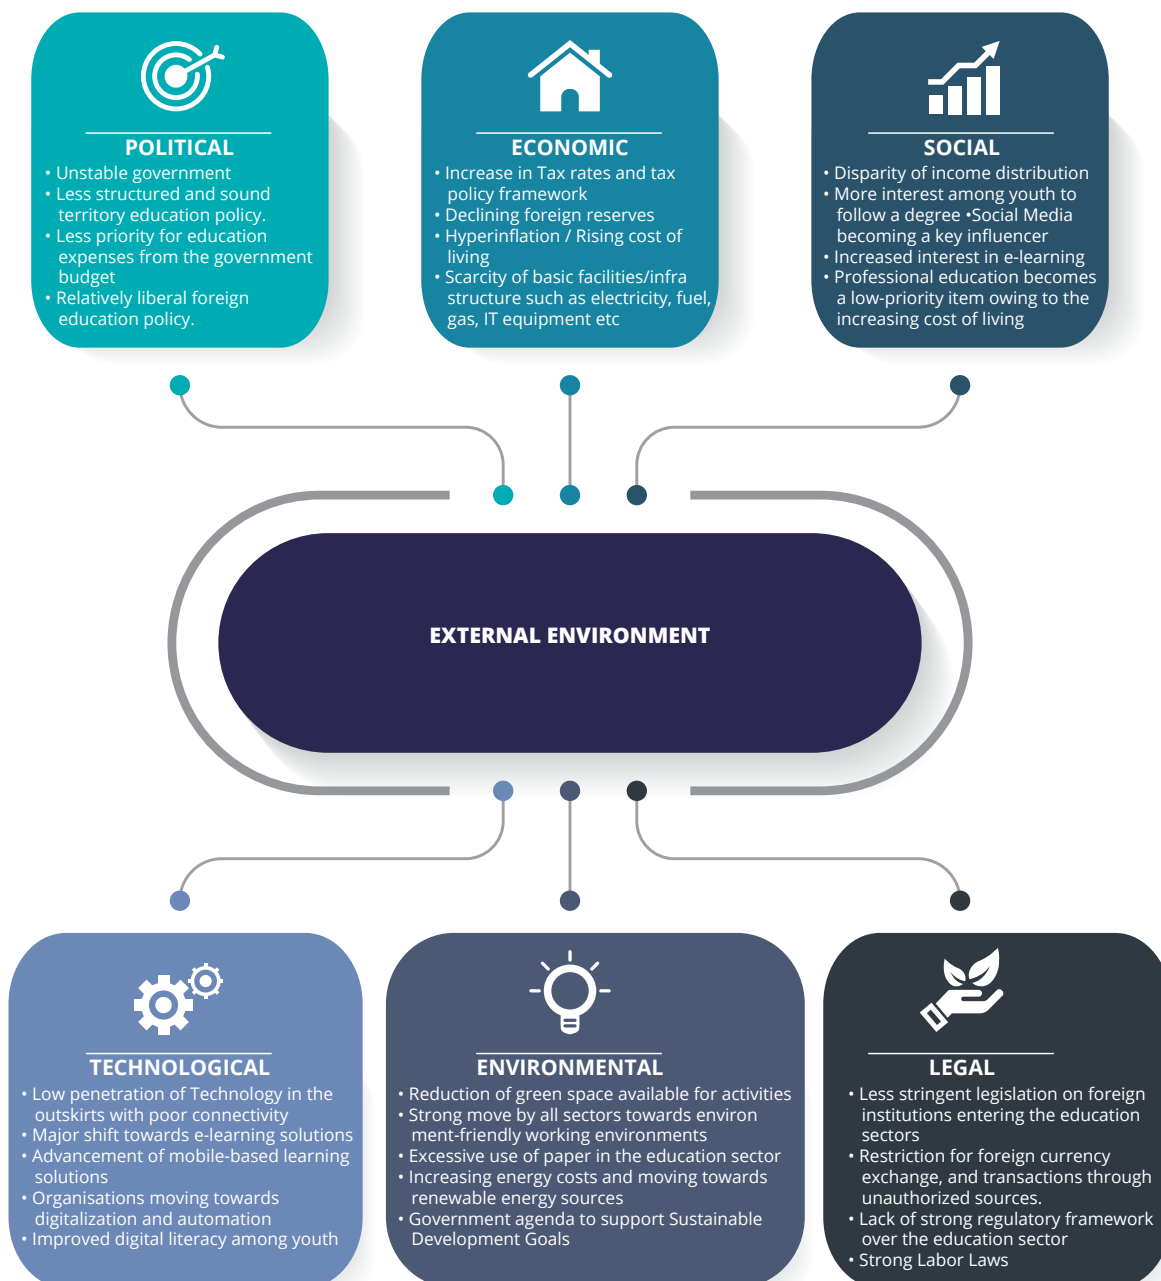 POLITICAL
• Unstable government
• Less structured and sound
territory education policy.
• Less priority for education
expenses from the government
budget
• Relatively liberal foreign
education policy.
ECONOMIC
• Increase in Tax rates and tax
policy framework
• Declining foreign reserves
• Hyperinflation / Rising cost of
living
• Scarcity of basic facilities/infra
structure such as electricity, fuel,
gas, IT equipment etc
SOCIAL
• Disparity of income distribution
• More interest among youth to
follow a degree •Social Media
becoming a key influencer
• Increased interest in e-learning
• Professional education becomes
a low-priority item owing to the
increasing cost of living
EXTERNAL ENVIRONMENT
TECHNOLOGICAL
• Low penetration of Technology in the
outskirts with poor connectivity
• Major shift towards e-learning solutions
• Advancement of mobile-based learning
solutions
• Organisations moving towards
digitalization and automation
• Improved digital literacy among youth
ENVIRONMENTAL
• Reduction of green space available for activities
• Strong move by all sectors towards environ
ment-friendly working environments
• Excessive use of paper in the education sector
• Increasing energy costs and moving towards
renewable energy sources
• Government agenda to support Sustainable
Development Goals
LEGAL
• Less stringent legislation on foreign
institutions entering the education
sectors
• Restriction for foreign currency
exchange, and transactions through
unauthorized sources.
• Lack of strong regulatory framework
over the education sector
• Strong Labor Laws